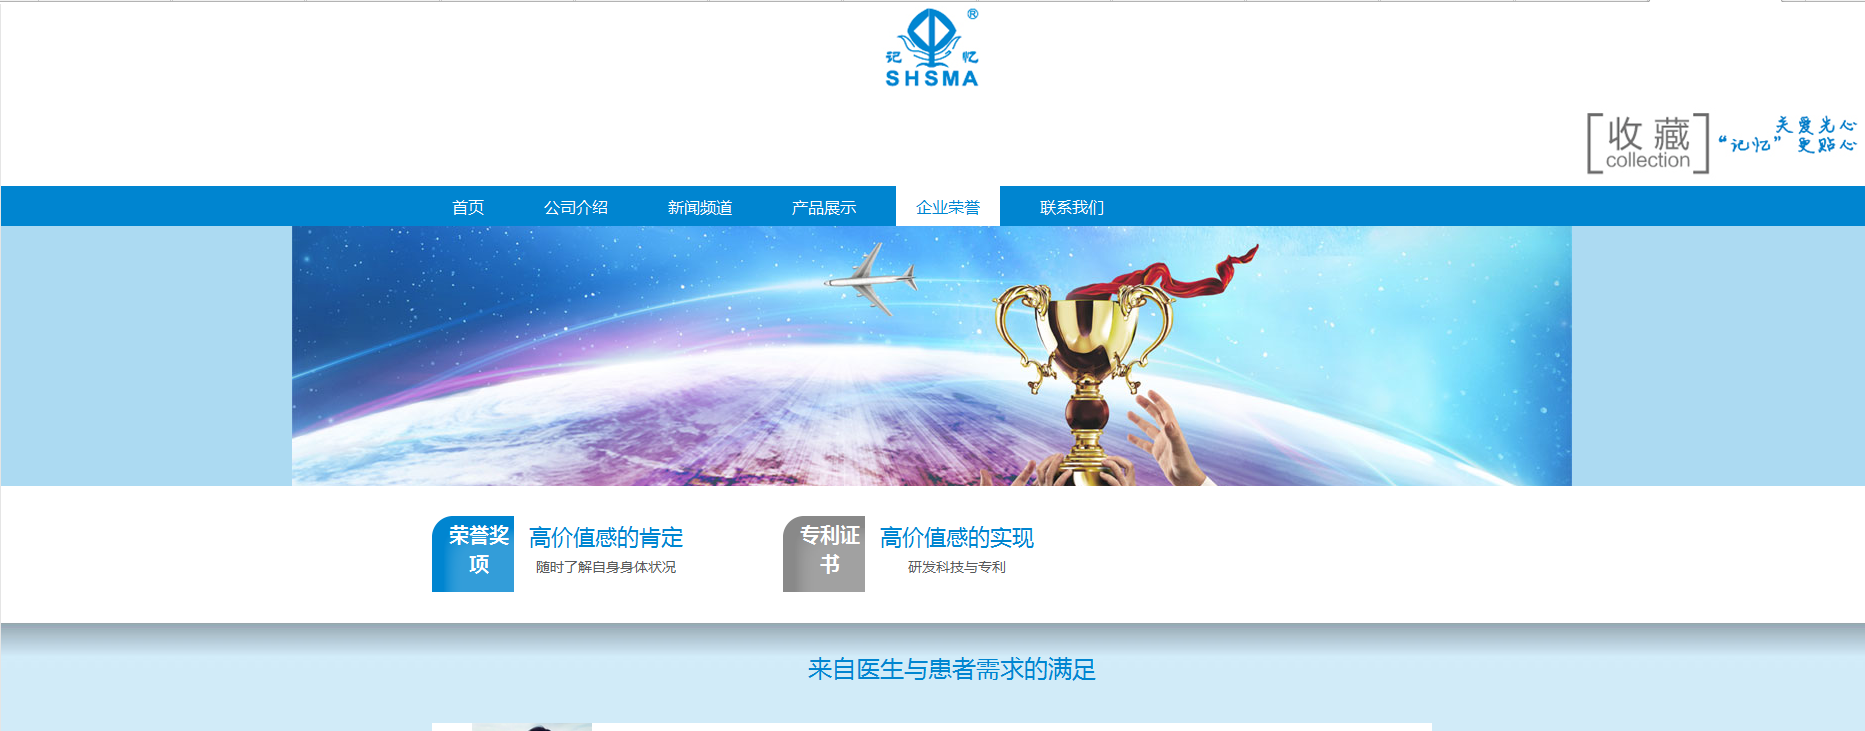 ®
记忆
SHSMA
收藏
collection
关爱先心
“记忆”更贴心
首页
公司介绍
新闻频道
产品展示
企业荣誉
联系我们
荣誉奖
项
高价值感的肯定
随时了解自身身体状况
专利证
书
高价值感的实现
研发科技与专利
来自医生与患者需求的满足